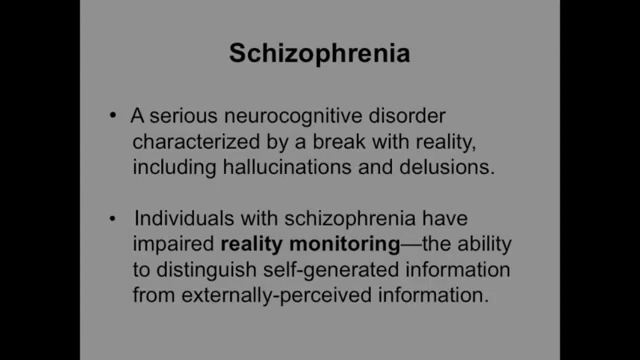 Schizophrenia
• A serious neurocognitive disorder
characterized by a break with reality,
including hallucinations and delusions.
• Individuals with schizophrenia have
impaired reality monitoring—the ability
to distinguish self-generated information
from externally-perceived information.